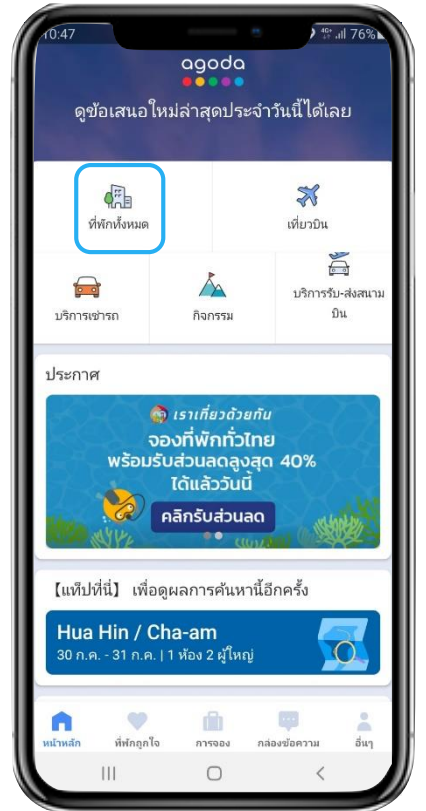 10:47
4G+
76%
agoda
ดูข้อเสนอใหม่ล่าสุดประจำวันนี้ได้เลย
ที่พักทั้งหมด
เที่ยวบิน
บริการเช่ารถ
กิจกรรม
บริการรับ-ส่งสนาม
บิน
ประกาศ
เราเที่ยวด้วยกัน
จองที่พักทั่วไทย
พร้อมรับส่วนลดสูงสุด 40%
ได้แล้ววันนี้
คลิกรับส่วนลด
【แท็ปที่นี่】 เพื่อดูผลการค้นหานี้อีกครั้ง
Hua Hin / Cha-am
30 ก.ค. - 31 ก.ค. | 1 ห้อง 2 ผู้ใหญ่
หน้าหลัก
ที่พักถูกใจ
การจอง
กล่องข้อความ
อื่นๆ